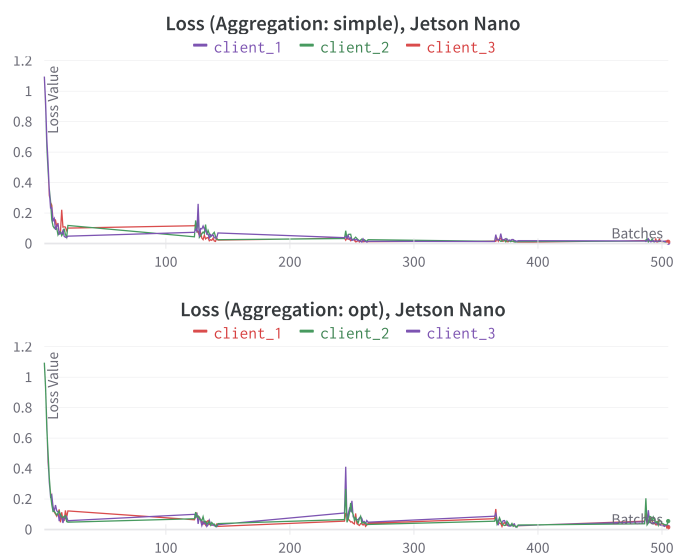 Loss (Aggregation: simple), Jetson Nano
client_1 client_2 client_3
Loss Value
1.2
1
0.8
0.6
0.4
0.2
0
Batches
100 200 300 400 500
Loss (Aggregation: opt), Jetson Nano
client_1 client_2 client_3
Loss Value
1.2
1
0.8
0.6
0.4
0.2
0
Batches
100 200 300 400 500